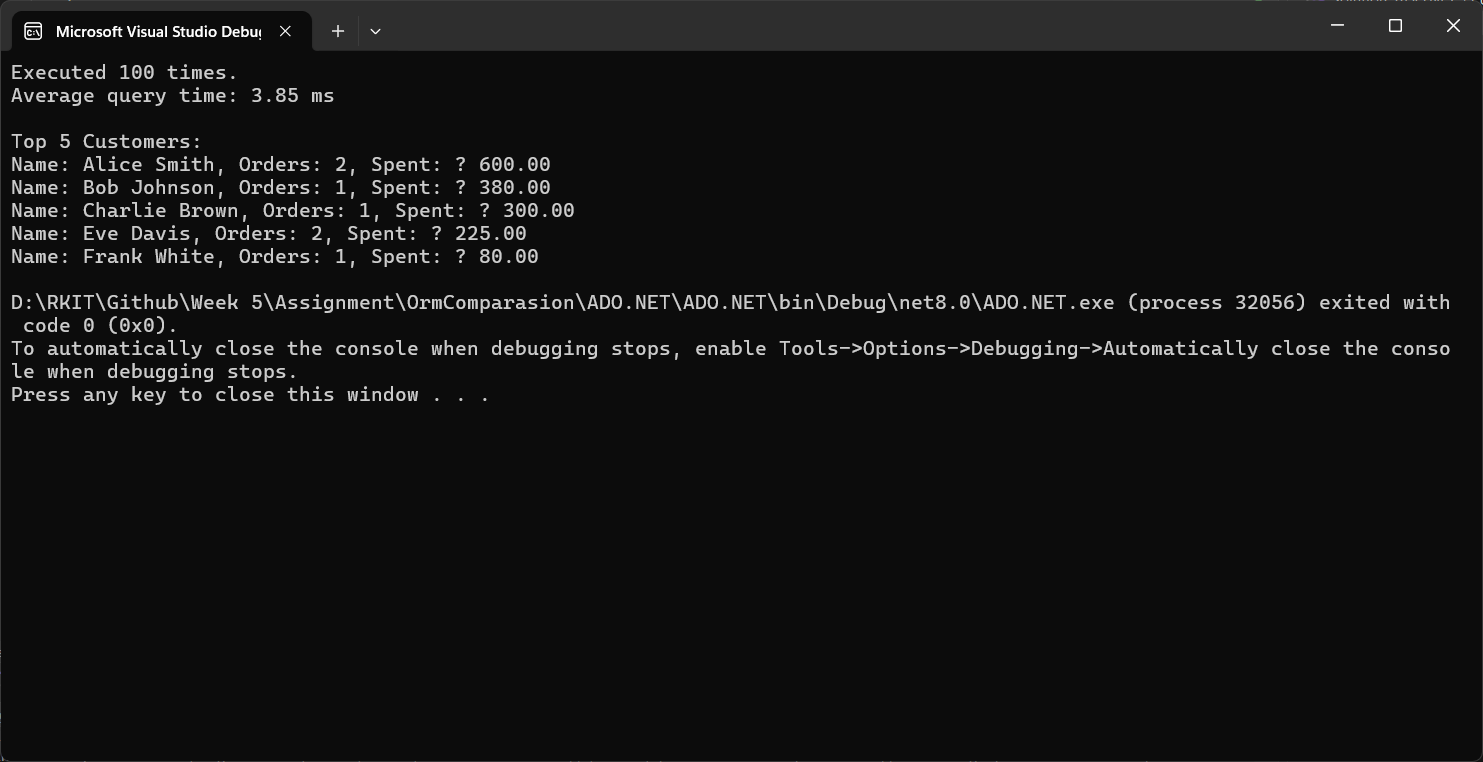 Microsoft Visual Studio Debu
Executed 100 times.
Average query time: 3.85 ms
Top 5 Customers:
Name: Alice Smith, Orders: 2, Spent: ? 600.00
Name: Bob Johnson, Orders: 1, Spent: ? 380.00
Name: Charlie Brown, Orders: 1, Spent: ? 300.00
Name: Eve Davis, Orders: 2, Spent: ? 225.00
Name: Frank White, Orders: 1, Spent: ? 80.00
D:\RKIT\Github\Week 5\Assignment\OrmComparasion\ADO.NET\ADO.NET\bin\Debug\net8.0\ADO.NET.exe (process 32056) exited with
code 0 (0x0).
To automatically close the console when debugging stops, enable Tools->Options->Debugging->Automatically close the conso
le when debugging stops.
Press any key to close this window . . .